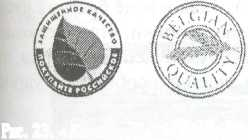 ЗАЩИЩЕННОЕ КАЧЕСТВО
ПОКУПАЙТЕ РОССИЙСКОЕ
BELGIAN
QUALITY
Рис. 23.